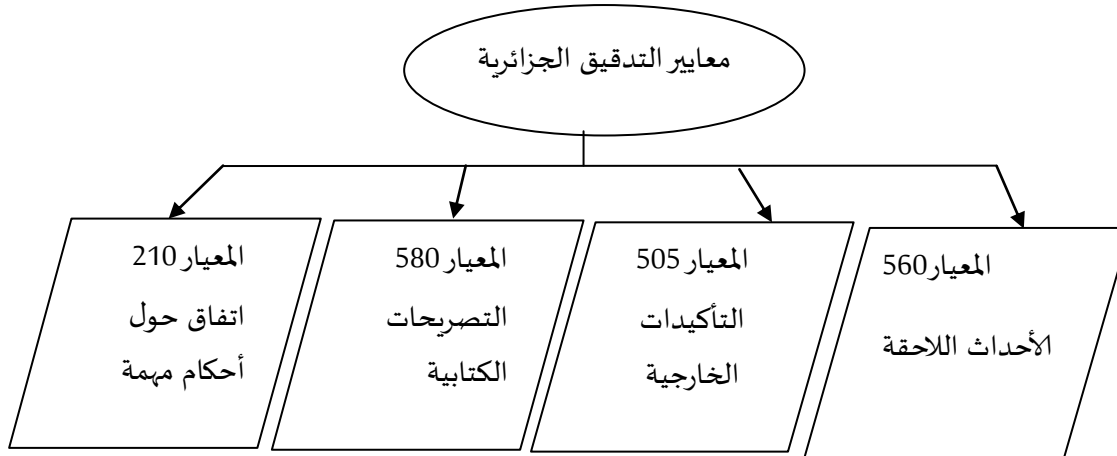 معايير التدقيق الجزائرية
المعيار 560
الأحداث اللاحقة
المعيار 505
التأكيدات
الخارجية
المعيار 580
التصريحات
الكتابية
المعيار 210
اتفاق حول
أحكام مهمة